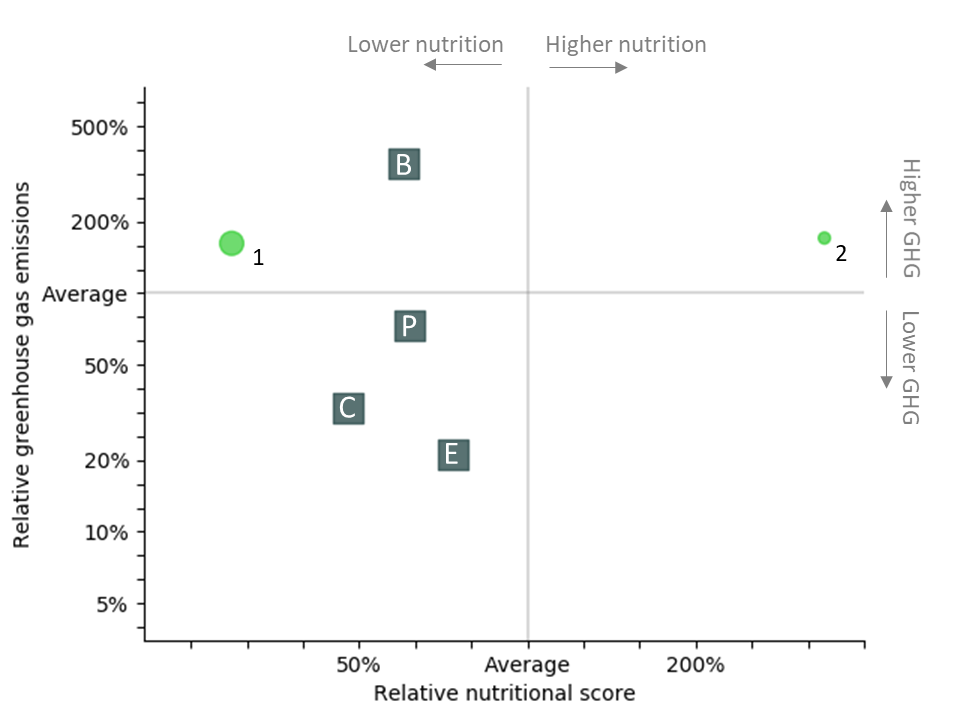 Lower nutrition
Higher nutrition
500%
B
Higher GHG
200%
1
2
Average
Relative greenhouse gas emissions
P
Lower GHG
50%
C
E
20%
10%
5%
50%
Average
200%
Relative nutritional score